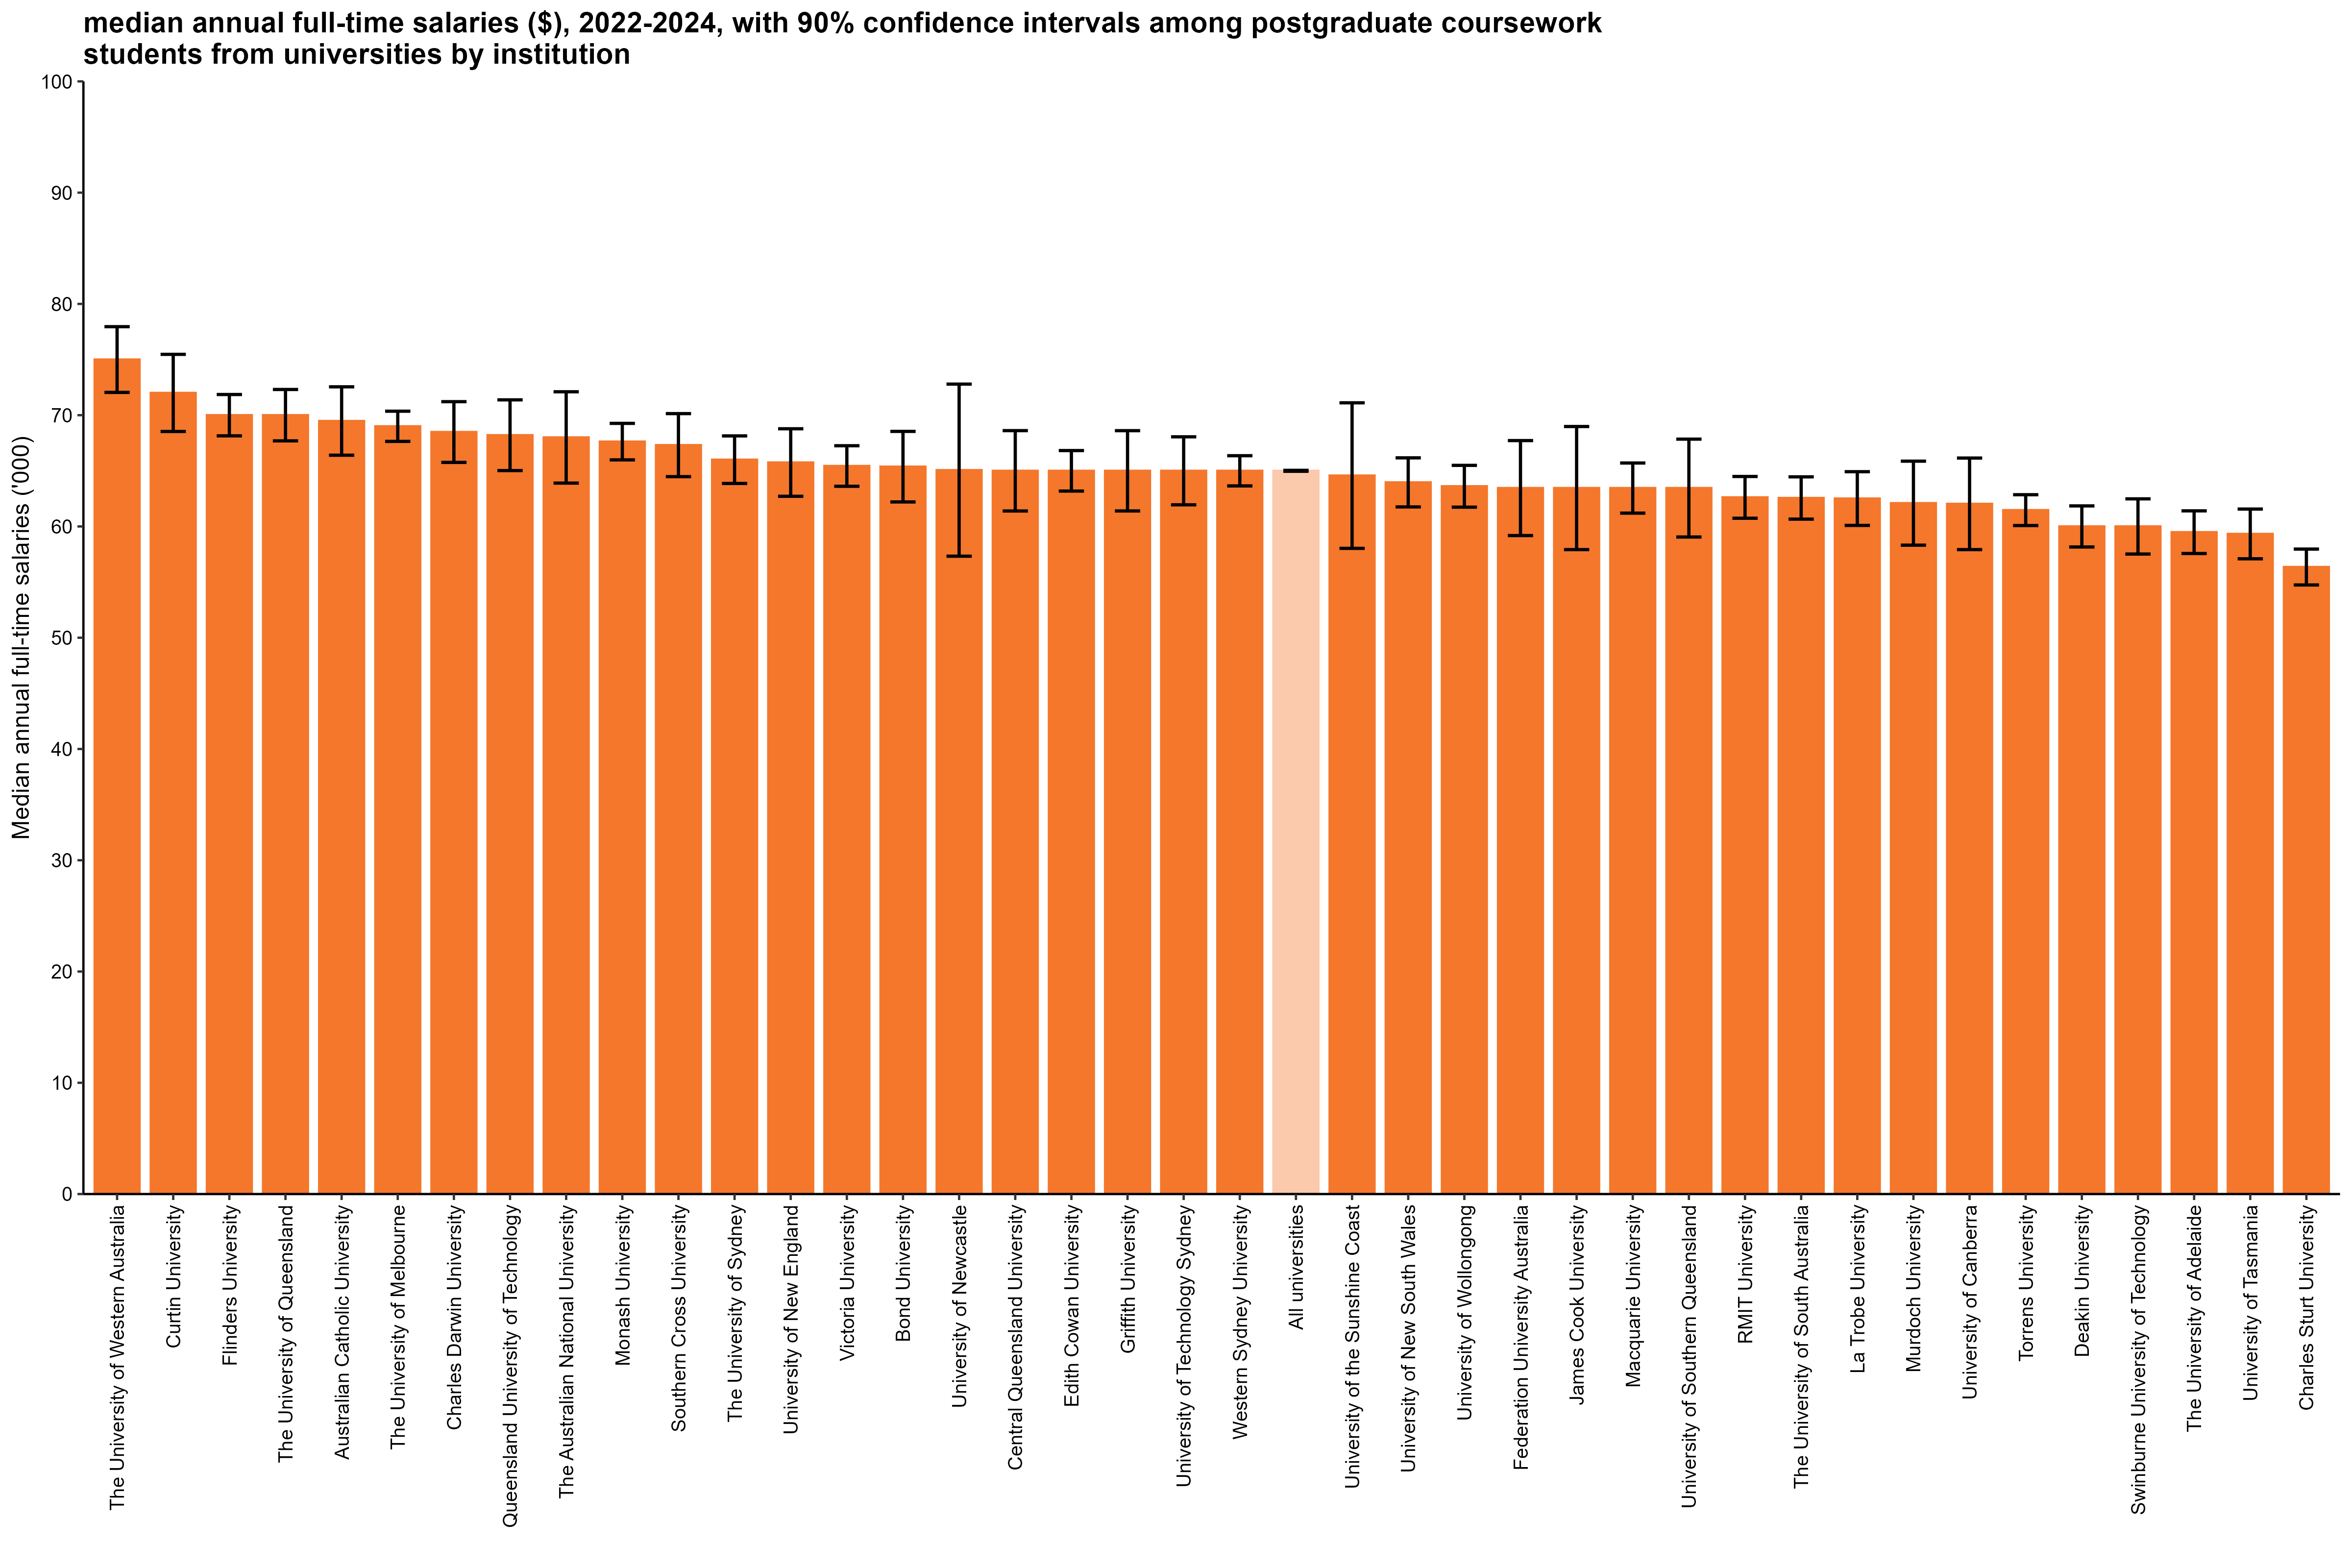 median annual full-time salaries ($), 2022-2024, with 90% confidence intervals among postgraduate coursework
students from universities by institution
Median annual full-time salaries ('000)
100
90
80
70
60
50
40
30
20
10
0
The University of Western Australia
Curtin University
Flinders University
The University of Queensland
Australian Catholic University
The University of Melbourne
Charles Darwin University
Queensland University of Technology
The Australian National University
Monash University
Southern Cross University
The University of Sydney
University of New England
Victoria University
Bond University
University of Newcastle
Central Queensland University
Edith Cowan University
Griffith University
University of Technology Sydney
Western Sydney University
All universities
University of the Sunshine Coast
University of New South Wales
University of Wollongong
Federation University Australia
James Cook University
Macquarie University
University of Southern Queensland
RMIT University
The University of South Australia
La Trobe University
Murdoch University
University of Canberra
Torrens University
Deakin University
Swinburne University of Technology
The University of Adelaide
University of Tasmania
Charles Sturt University